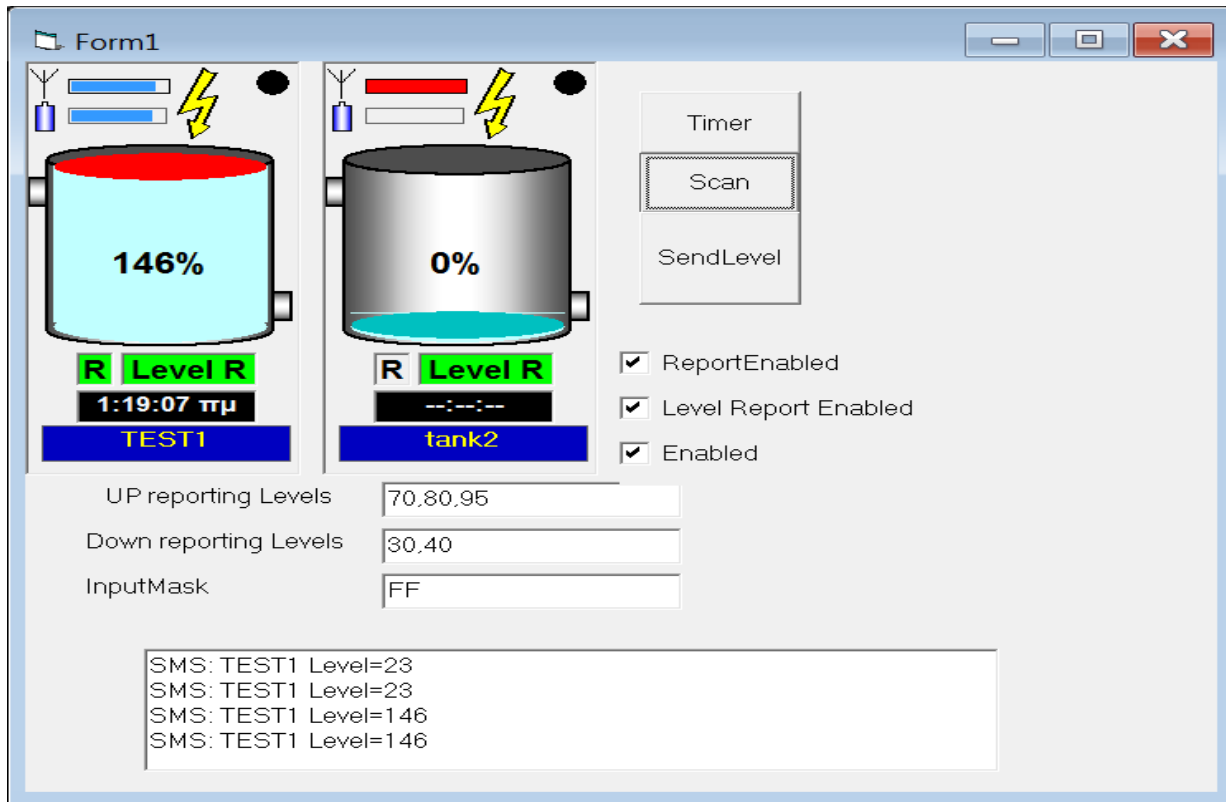 Form1
146%
R Level R
1:19:07 πμ
TEST1
0%
R Level R
--:--:--
tank2
Timer
Scan
SendLevel
ReportEnabled
Level Report Enabled
Enabled
UP reporting Levels 70,80,95
Down reporting Levels 30,40
InputMask FF
SMS: TEST1 Level=23
SMS: TEST1 Level=23
SMS: TEST1 Level=146
SMS: TEST1 Level=146